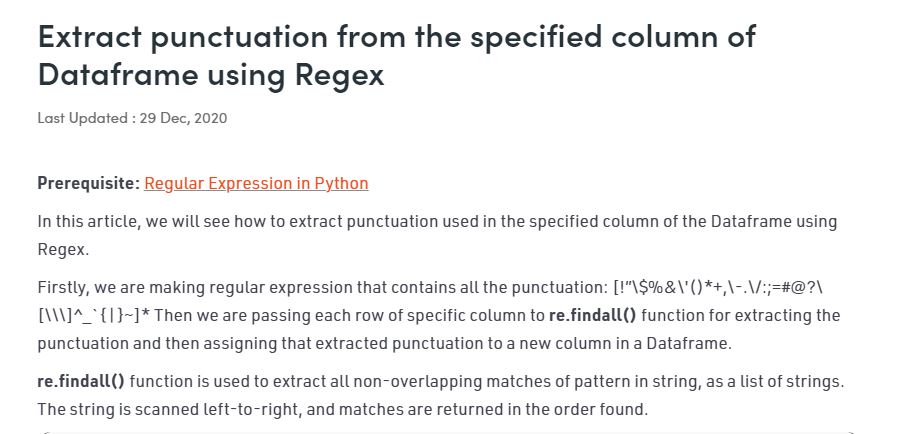 Extract punctuation from the specified column of
Dataframe using Regex
Last Updated : 29 Dec, 2020
Prerequisite: Regular Expression in Python
In this article, we will see how to extract punctuation used in the specified column of the Dataframe using
Regex.
Firstly, we are making regular expression that contains all the punctuation: [!”\$%&\'()*+,\-.\/:;=#@?\
[\\\]^_`{|}~]* Then we are passing each row of specific column to re.findall() function for extracting the
punctuation and then assigning that extracted punctuation to a new column in a Dataframe.
re.findall() function is used to extract all non-overlapping matches of pattern in string, as a list of strings.
The string is scanned left-to-right, and matches are returned in the order found.